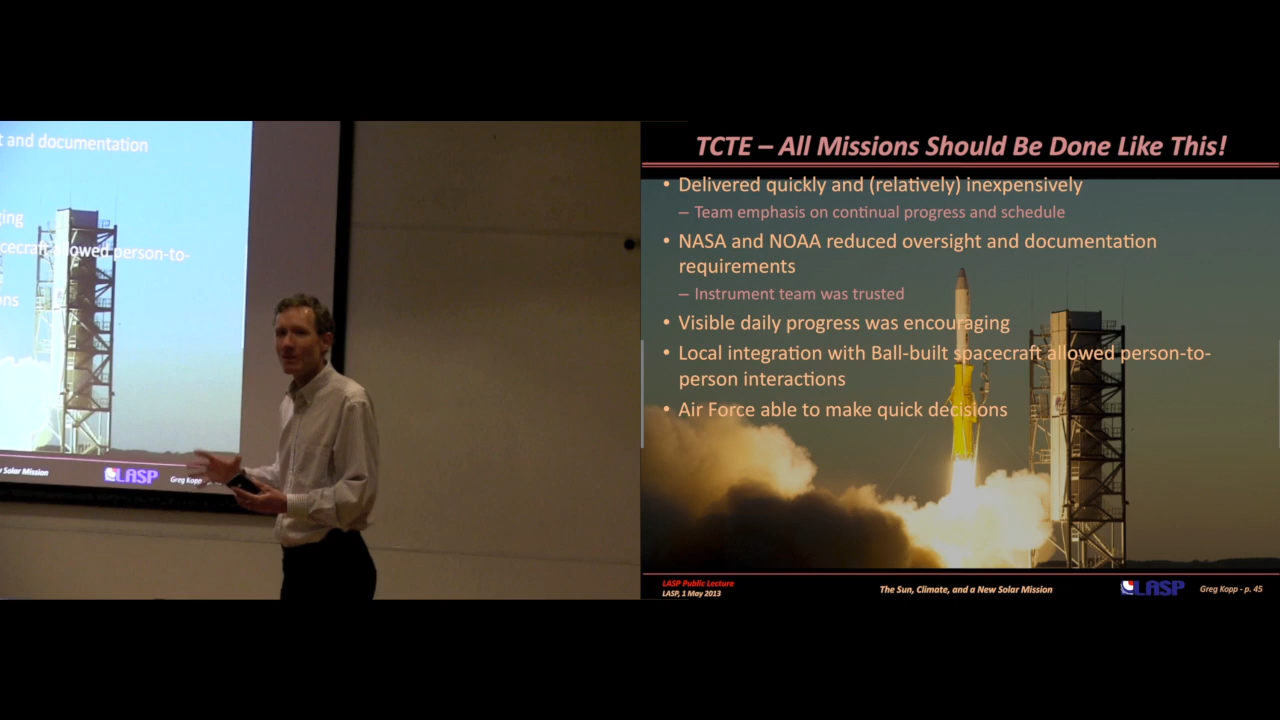 t and documentation
ging
acecraft allowed person-to-
ns
w Solar Mission
LASP
Greg Kopp
TCTE – All Missions Should Be Done Like This!
• Delivered quickly and (relatively) inexpensively
– Team emphasis on continual progress and schedule
• NASA and NOAA reduced oversight and documentation
requirements
– Instrument team was trusted
• Visible daily progress was encouraging
• Local integration with Ball-built spacecraft allowed person-to-
person interactions
• Air Force able to make quick decisions
LASP Public Lecture
LASP, 1 May 2013
The Sun, Climate, and a New Solar Mission
LASP
Greg Kopp - p. 45